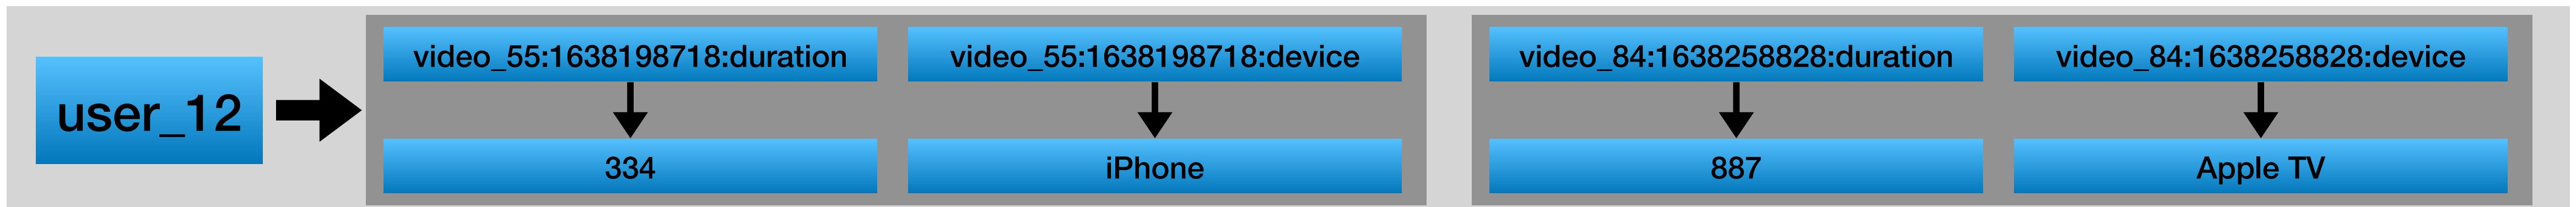 user_12
video_55:1638198718:duration
334
video_55:1638198718:device
iPhone
video_84:1638258828:duration
887
video_84:1638258828:device
Apple TV